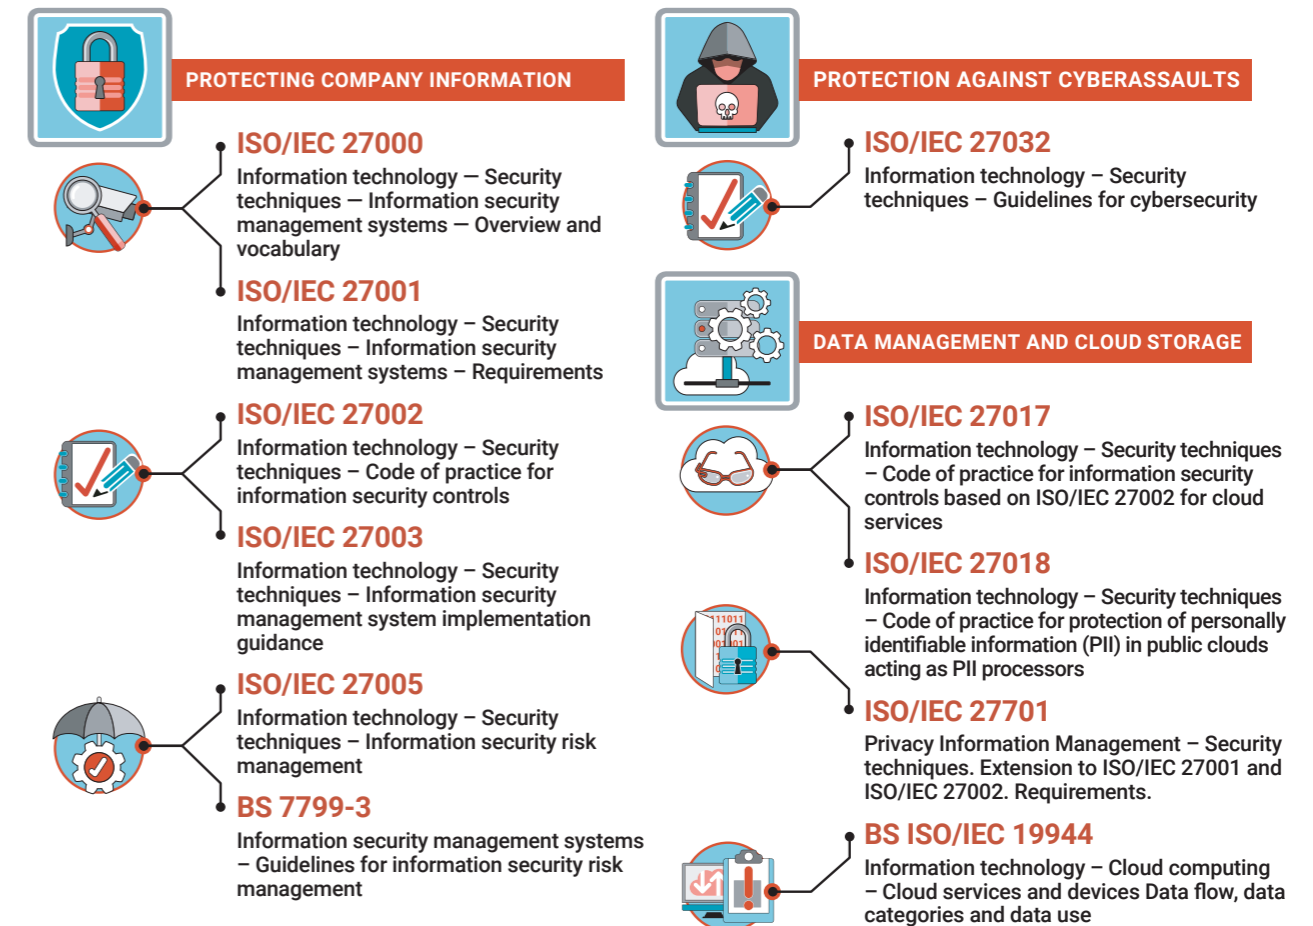 PROTECTING COMPANY INFORMATION
ISO/IEC 27000
Information technology — Security
techniques — Information security
management systems — Overview and
vocabulary
ISO/IEC 27001
Information technology – Security
techniques – Information security
management systems – Requirements
ISO/IEC 27002
Information technology – Security
techniques – Code of practice for
information security controls
ISO/IEC 27003
Information technology – Security
techniques – Information security
management system implementation
guidance
ISO/IEC 27005
Information technology – Security
techniques – Information security risk
management
BS 7799-3
Information security management systems
– Guidelines for information security risk
management
PROTECTION AGAINST CYBERASSAULTS
ISO/IEC 27032
Information technology – Security
techniques – Guidelines for cybersecurity
DATA MANAGEMENT AND CLOUD STORAGE
ISO/IEC 27017
Information technology – Security techniques
– Code of practice for information security
controls based on ISO/IEC 27002 for cloud
services
ISO/IEC 27018
Information technology – Security techniques
– Code of practice for protection of personally
identifiable information (PII) in public clouds
acting as PII processors
ISO/IEC 27701
Privacy Information Management – Security
techniques. Extension to ISO/IEC 27001 and
ISO/IEC 27002. Requirements.
BS ISO/IEC 19944
Information technology – Cloud computing
– Cloud services and devices Data flow, data
categories and data use